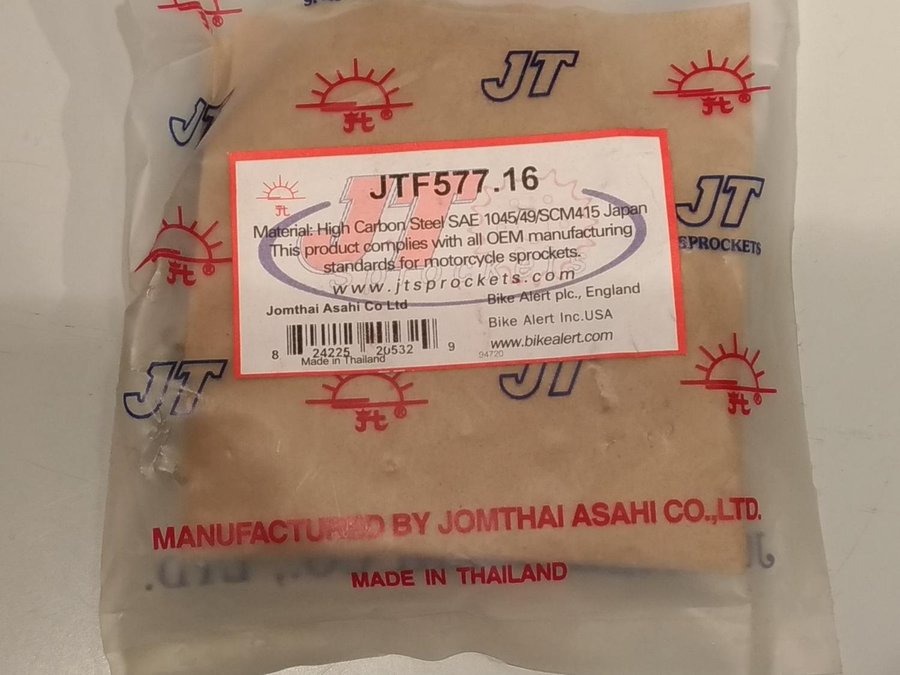 JT
JT
SPROCKETS
JTF577.16
Material: High Carbon Steel SAE 1045/49/SCM415 Japan
This product complies with all OEM manufacturing
standards for motorcycle sprockets.
www.jtsprockets.com
Jomthai Asahi Co Ltd
Bike Alert plc., England
Bike Alert Inc.USA
www.bikealert.com
8 24225 20532 9
Made in Thailand
94720
JT
JT
MANUFACTURED BY JOMTHAI ASAHI CO.,LTD.
MADE IN THAILAND